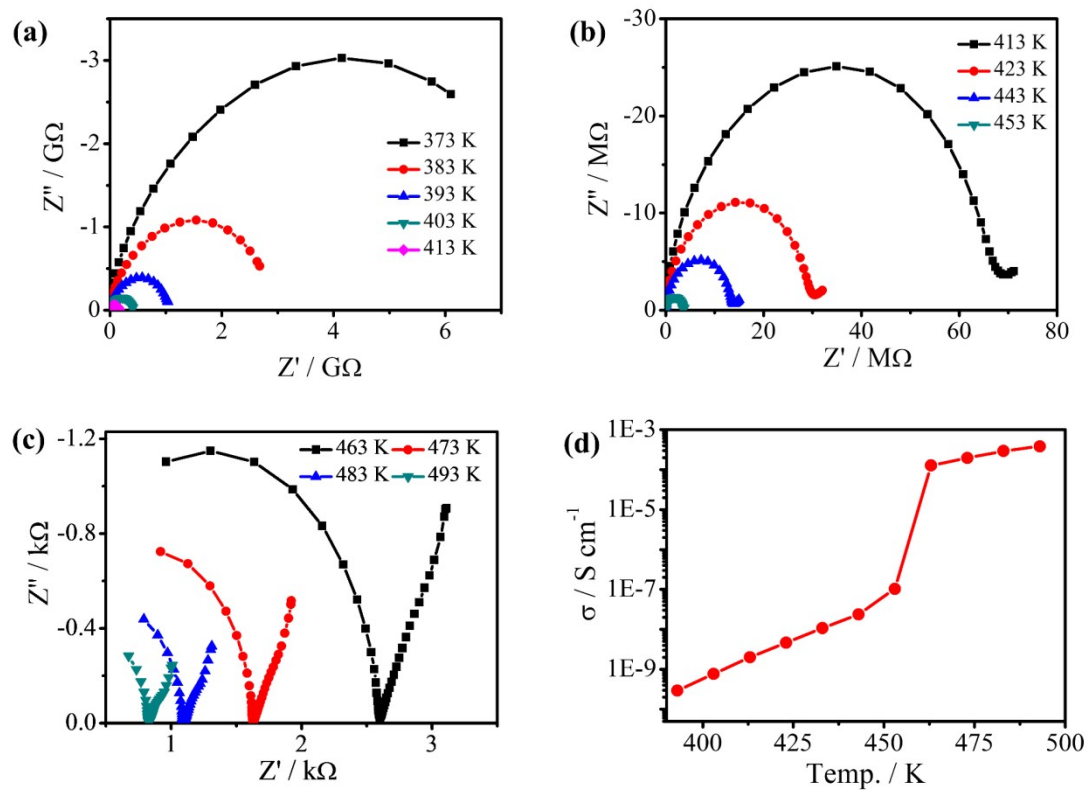 (a)
-3
-2
-1
0
Z'' / GΩ
373 K
383 K
393 K
403 K
413 K
0 2 4 6
Z' / GΩ
(b)
-30
-20
-10
0
Z'' / MΩ
413 K
423 K
443 K
453 K
0 20 40 60 80
Z' / MΩ
(c)
-1.2
-0.8
-0.4
0.0
Z'' / kΩ
463 K 473 K
483 K 493 K
1 2 3
Z' / kΩ
(d)
1E-3
1E-5
1E-7
1E-9
σ / S cm⁻¹
400 425 450 475 500
Temp. / K